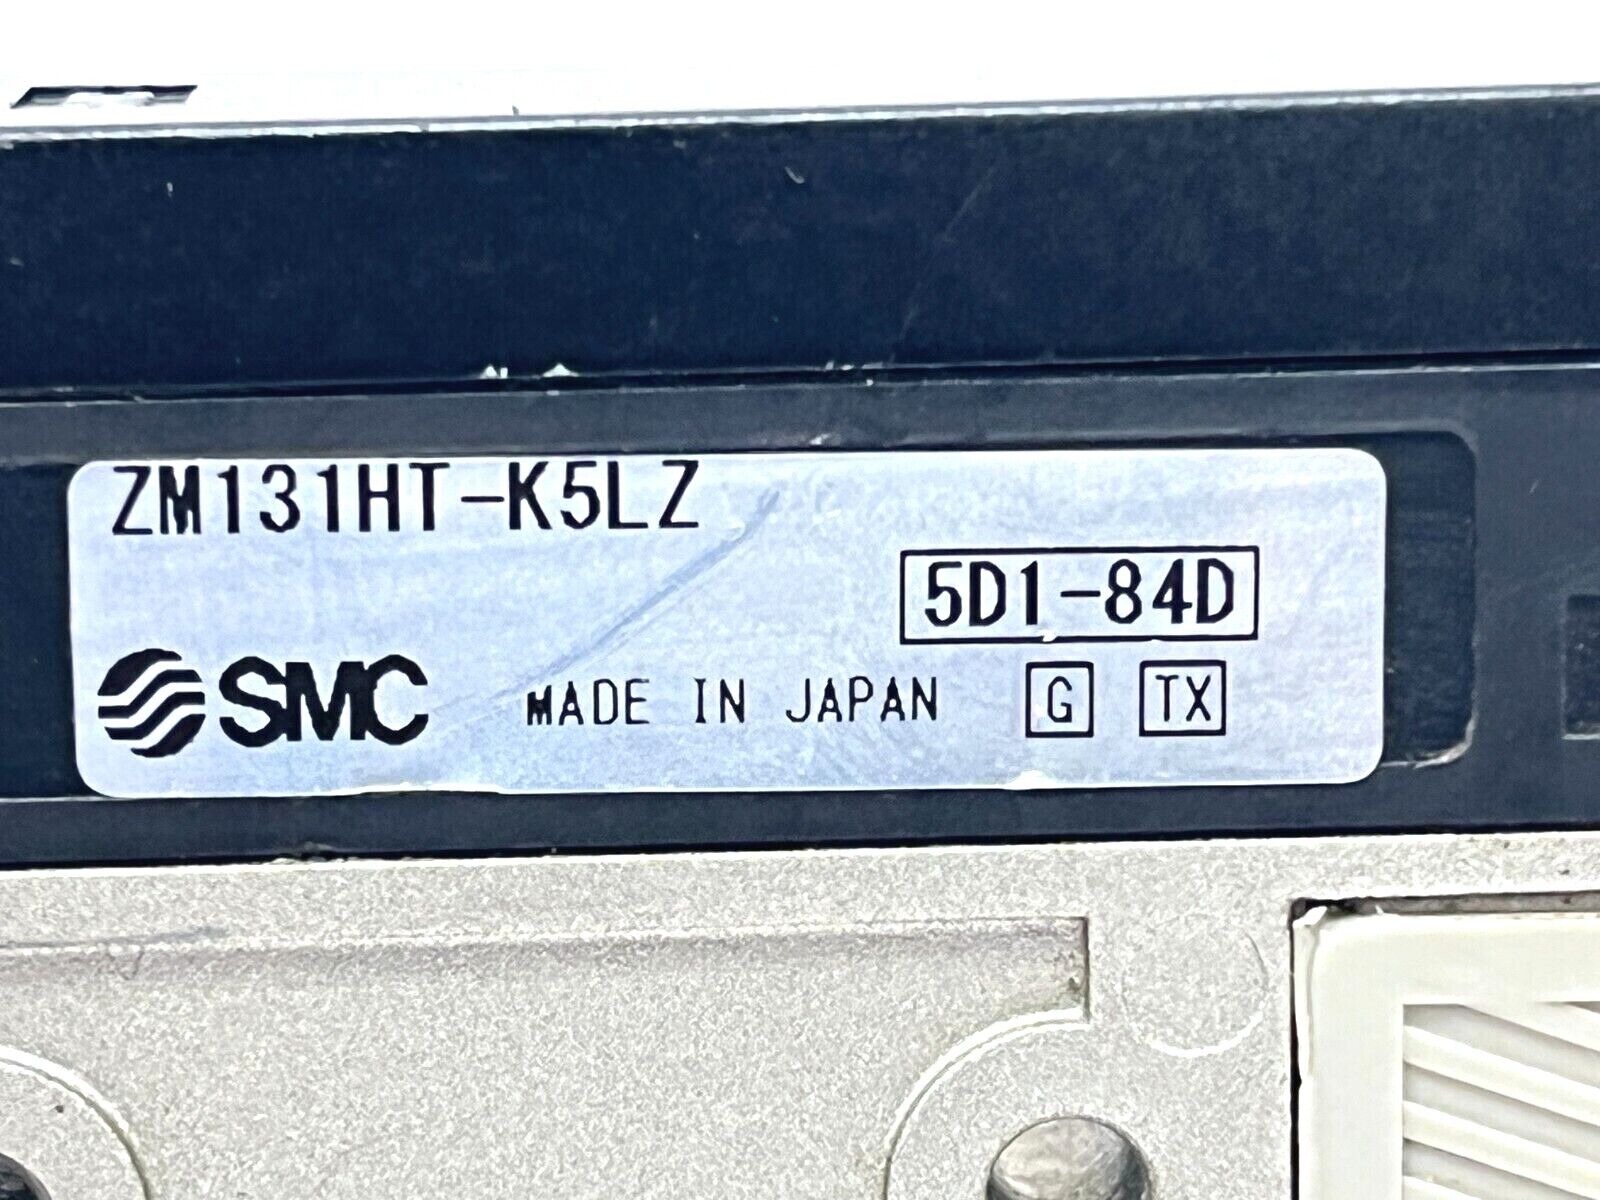 ZM131HT-K5LZ
5D1-84D
SMC MADE IN JAPAN G TX